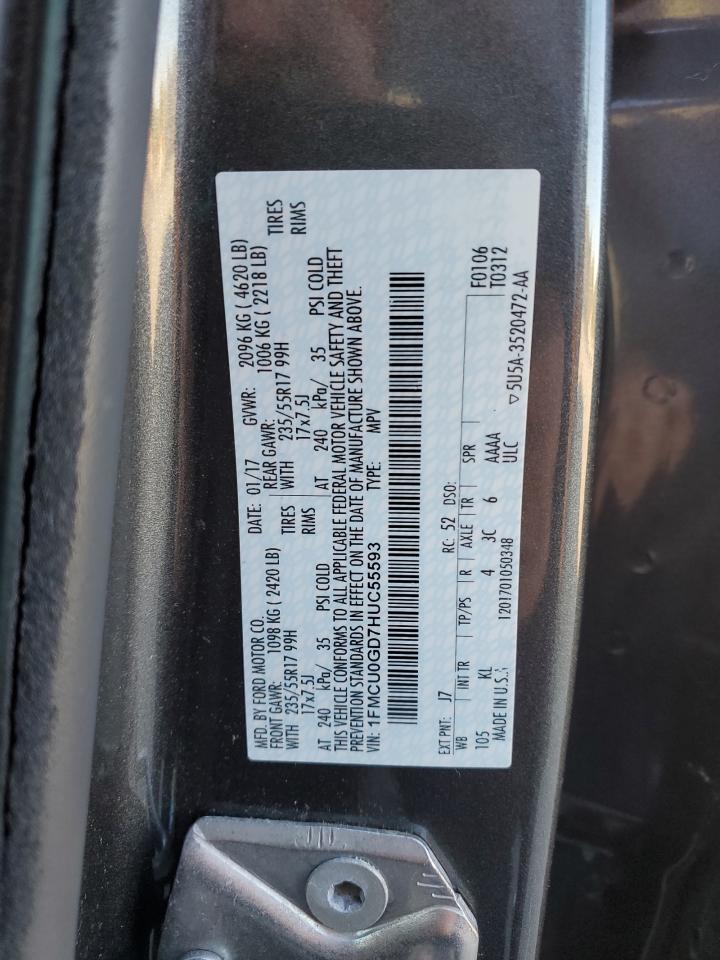 MFD. BY FORD MOTOR CO.
DATE: 01/17 GVWR: 2096 KG ( 4620 LB)
FRONT GAWR: 1098 KG ( 2420 LB) REAR GAWR: 1006 KG ( 2218 LB)
WITH 235/55R17 99H TIRES WITH 235/55R17 99H TIRES
17x7.5J RIMS 17x7.5J RIMS
AT 240 kPa/ 35 PSI COLD AT 240 kPa/ 35 PSI COLD
THIS VEHICLE CONFORMS TO ALL APPLICABLE FEDERAL MOTOR VEHICLE SAFETY AND THEFT
PREVENTION STANDARDS IN EFFECT ON THE DATE OF MANUFACTURE SHOWN ABOVE.
VIN: 1FMCU0GD7HUC55593 TYPE: MPV
EXT PNT: J7 RC: 52 DSO: F0106
WB INT TR TP/PS R AXLE TR SPR T0312
105 KL 4 3C 6 AAAA ▽5U5A-3520472-AA
MADE IN U.S. 1201701050348 ULC